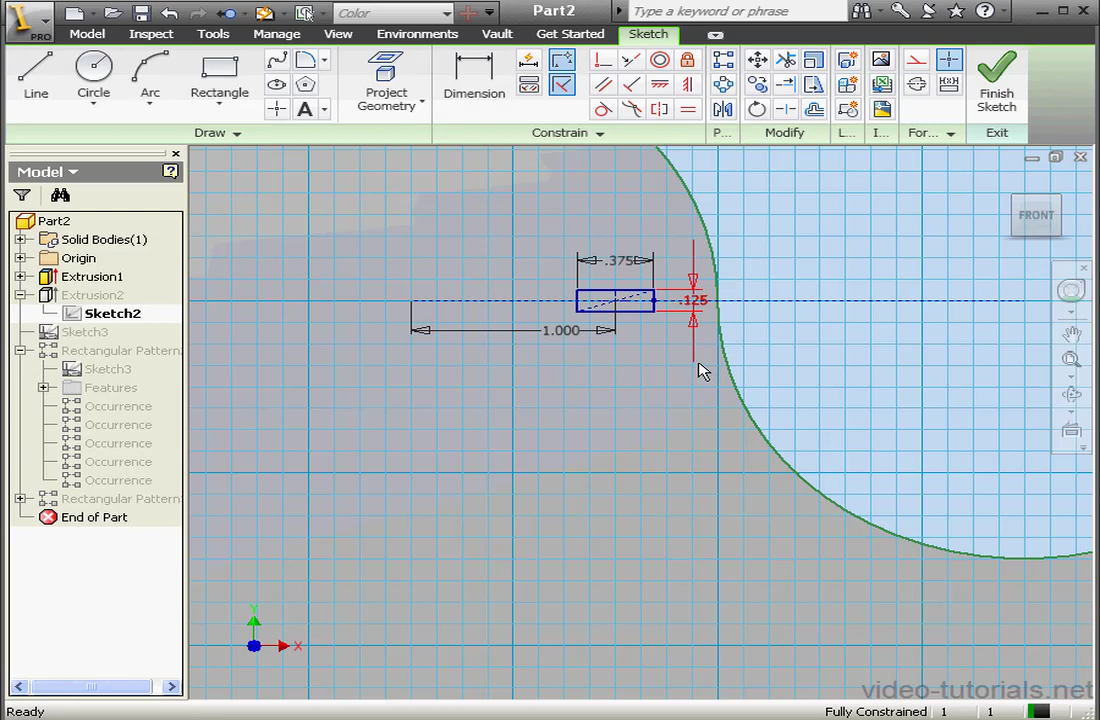 PRO
Color
Part2
Type a keyword or phrase
Model Inspect Tools Manage View Environments Vault Get Started Sketch
Line
Circle
Arc
Rectangle
A
Project
Geometry
Dimension
Finish
Sketch
Draw
Constrain
P...
Modify
L...
I...
For...
Exit
Model
Part2
Solid Bodies(1)
Origin
Extrusion1
Extrusion2
Sketch2
Sketch3
Rectangular Pattern
Sketch3
Features
Occurrence
Occurrence
Occurrence
Occurrence
Occurrence
Rectangular Pattern
End of Part
.375
.125
1.000
FRONT
Y
X
video-tutorials.net
Ready
Fully Constrained 1 1